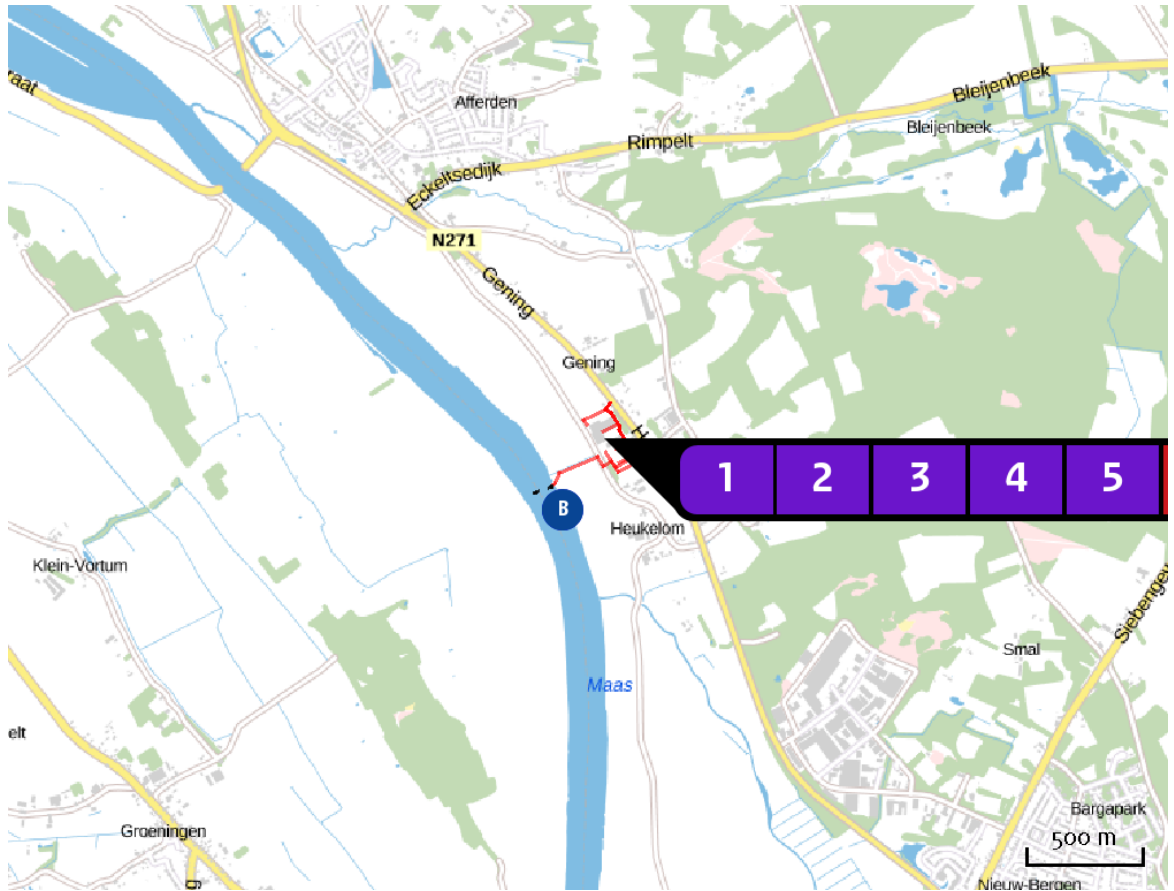 raat
Afferden
Bleijenbeek
Bleijenbeek
Rimpelt
Eckeltsedijk
N271
Gening
Gening
1 2 3 4 5
B
Heukelom
Klein-Vortum
Smal
Maas
elt
Groeningen
Bargapark
500 m
Nieuw-Bergen